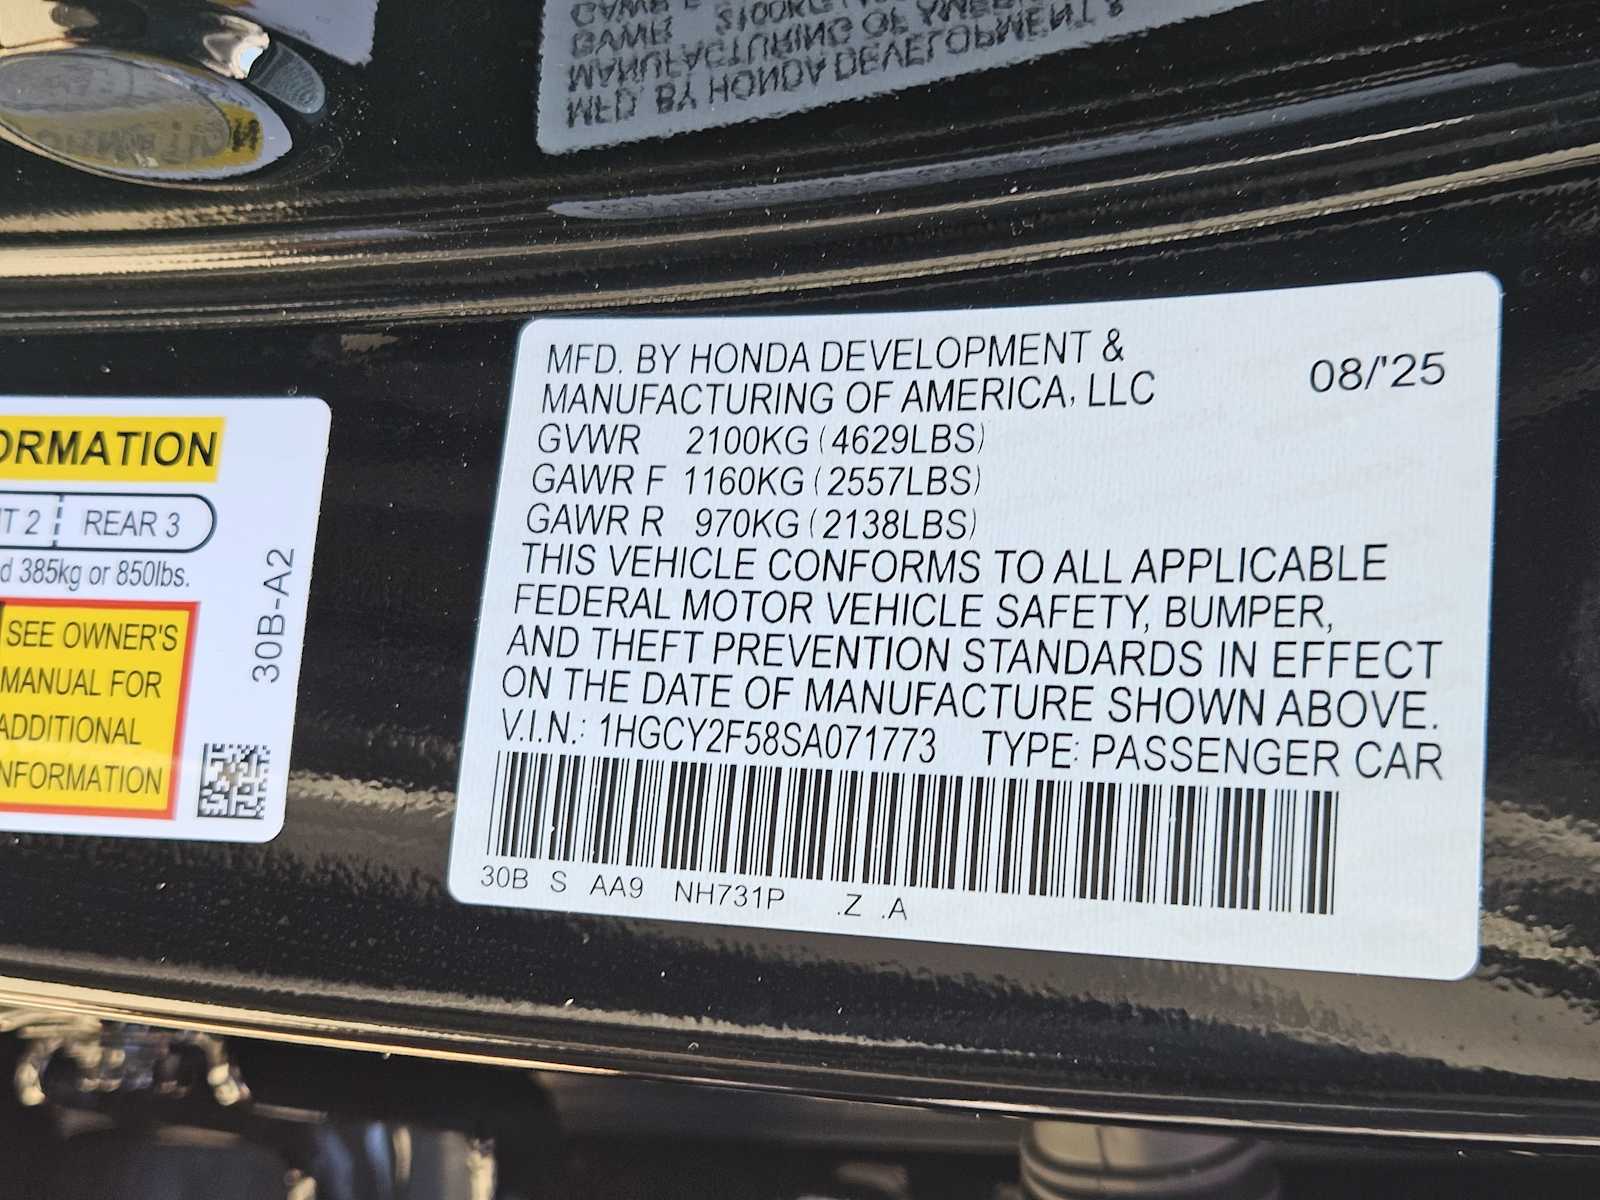 MFD. BY HONDA DEVELOPMENT &
MANUFACTURING OF AMERICA, LLC
08/'25
GVWR 2100KG (4629LBS)
GAWR F 1160KG (2557LBS)
GAWR R 970KG (2138LBS)
THIS VEHICLE CONFORMS TO ALL APPLICABLE
FEDERAL MOTOR VEHICLE SAFETY, BUMPER,
AND THEFT PREVENTION STANDARDS IN EFFECT
ON THE DATE OF MANUFACTURE SHOWN ABOVE.
V.I.N.: 1HGCY2F58SA071773 TYPE: PASSENGER CAR
30B S AA9 NH731P .Z .A
ORMATION
T 2 REAR 3
d 385kg or 850lbs.
SEE OWNER'S
MANUAL FOR
ADDITIONAL
NFORMATION
30B-A2
MFD. BY HONDA DEVELOPMENT &
MANUFACTURING OF AMERI